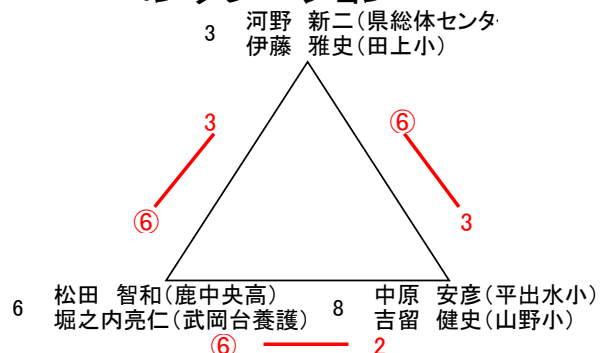 3 河野 新二(県総体センタ
伊藤 雅史(田上小)
3 ⑥
⑥ 3
6 松田 智和(鹿中央高) 8 中原 安彦(平出水小)
堀之内亮仁(武岡台養護) 吉留 健史(山野小)
⑥ 2